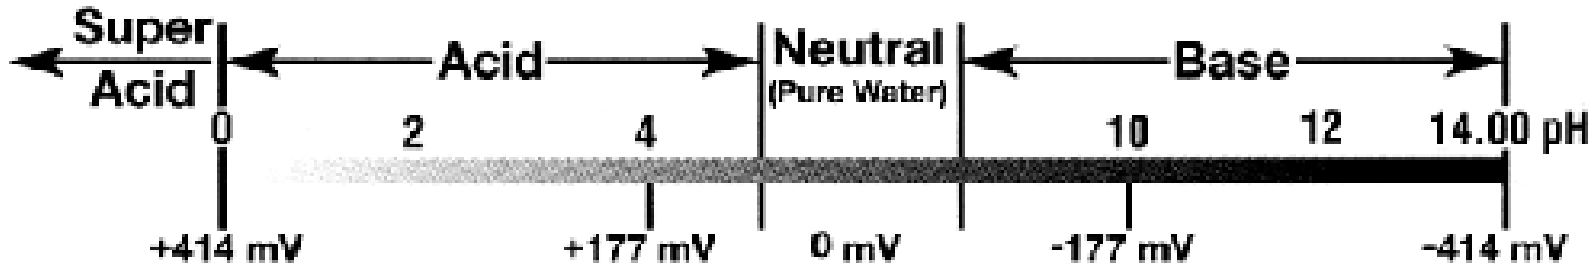 Super
Acid
Acid
Neutral
(Pure Water)
Base
0 2 4 10 12 14.00 pH
+414 mV +177 mV 0 mV -177 mV -414 mV